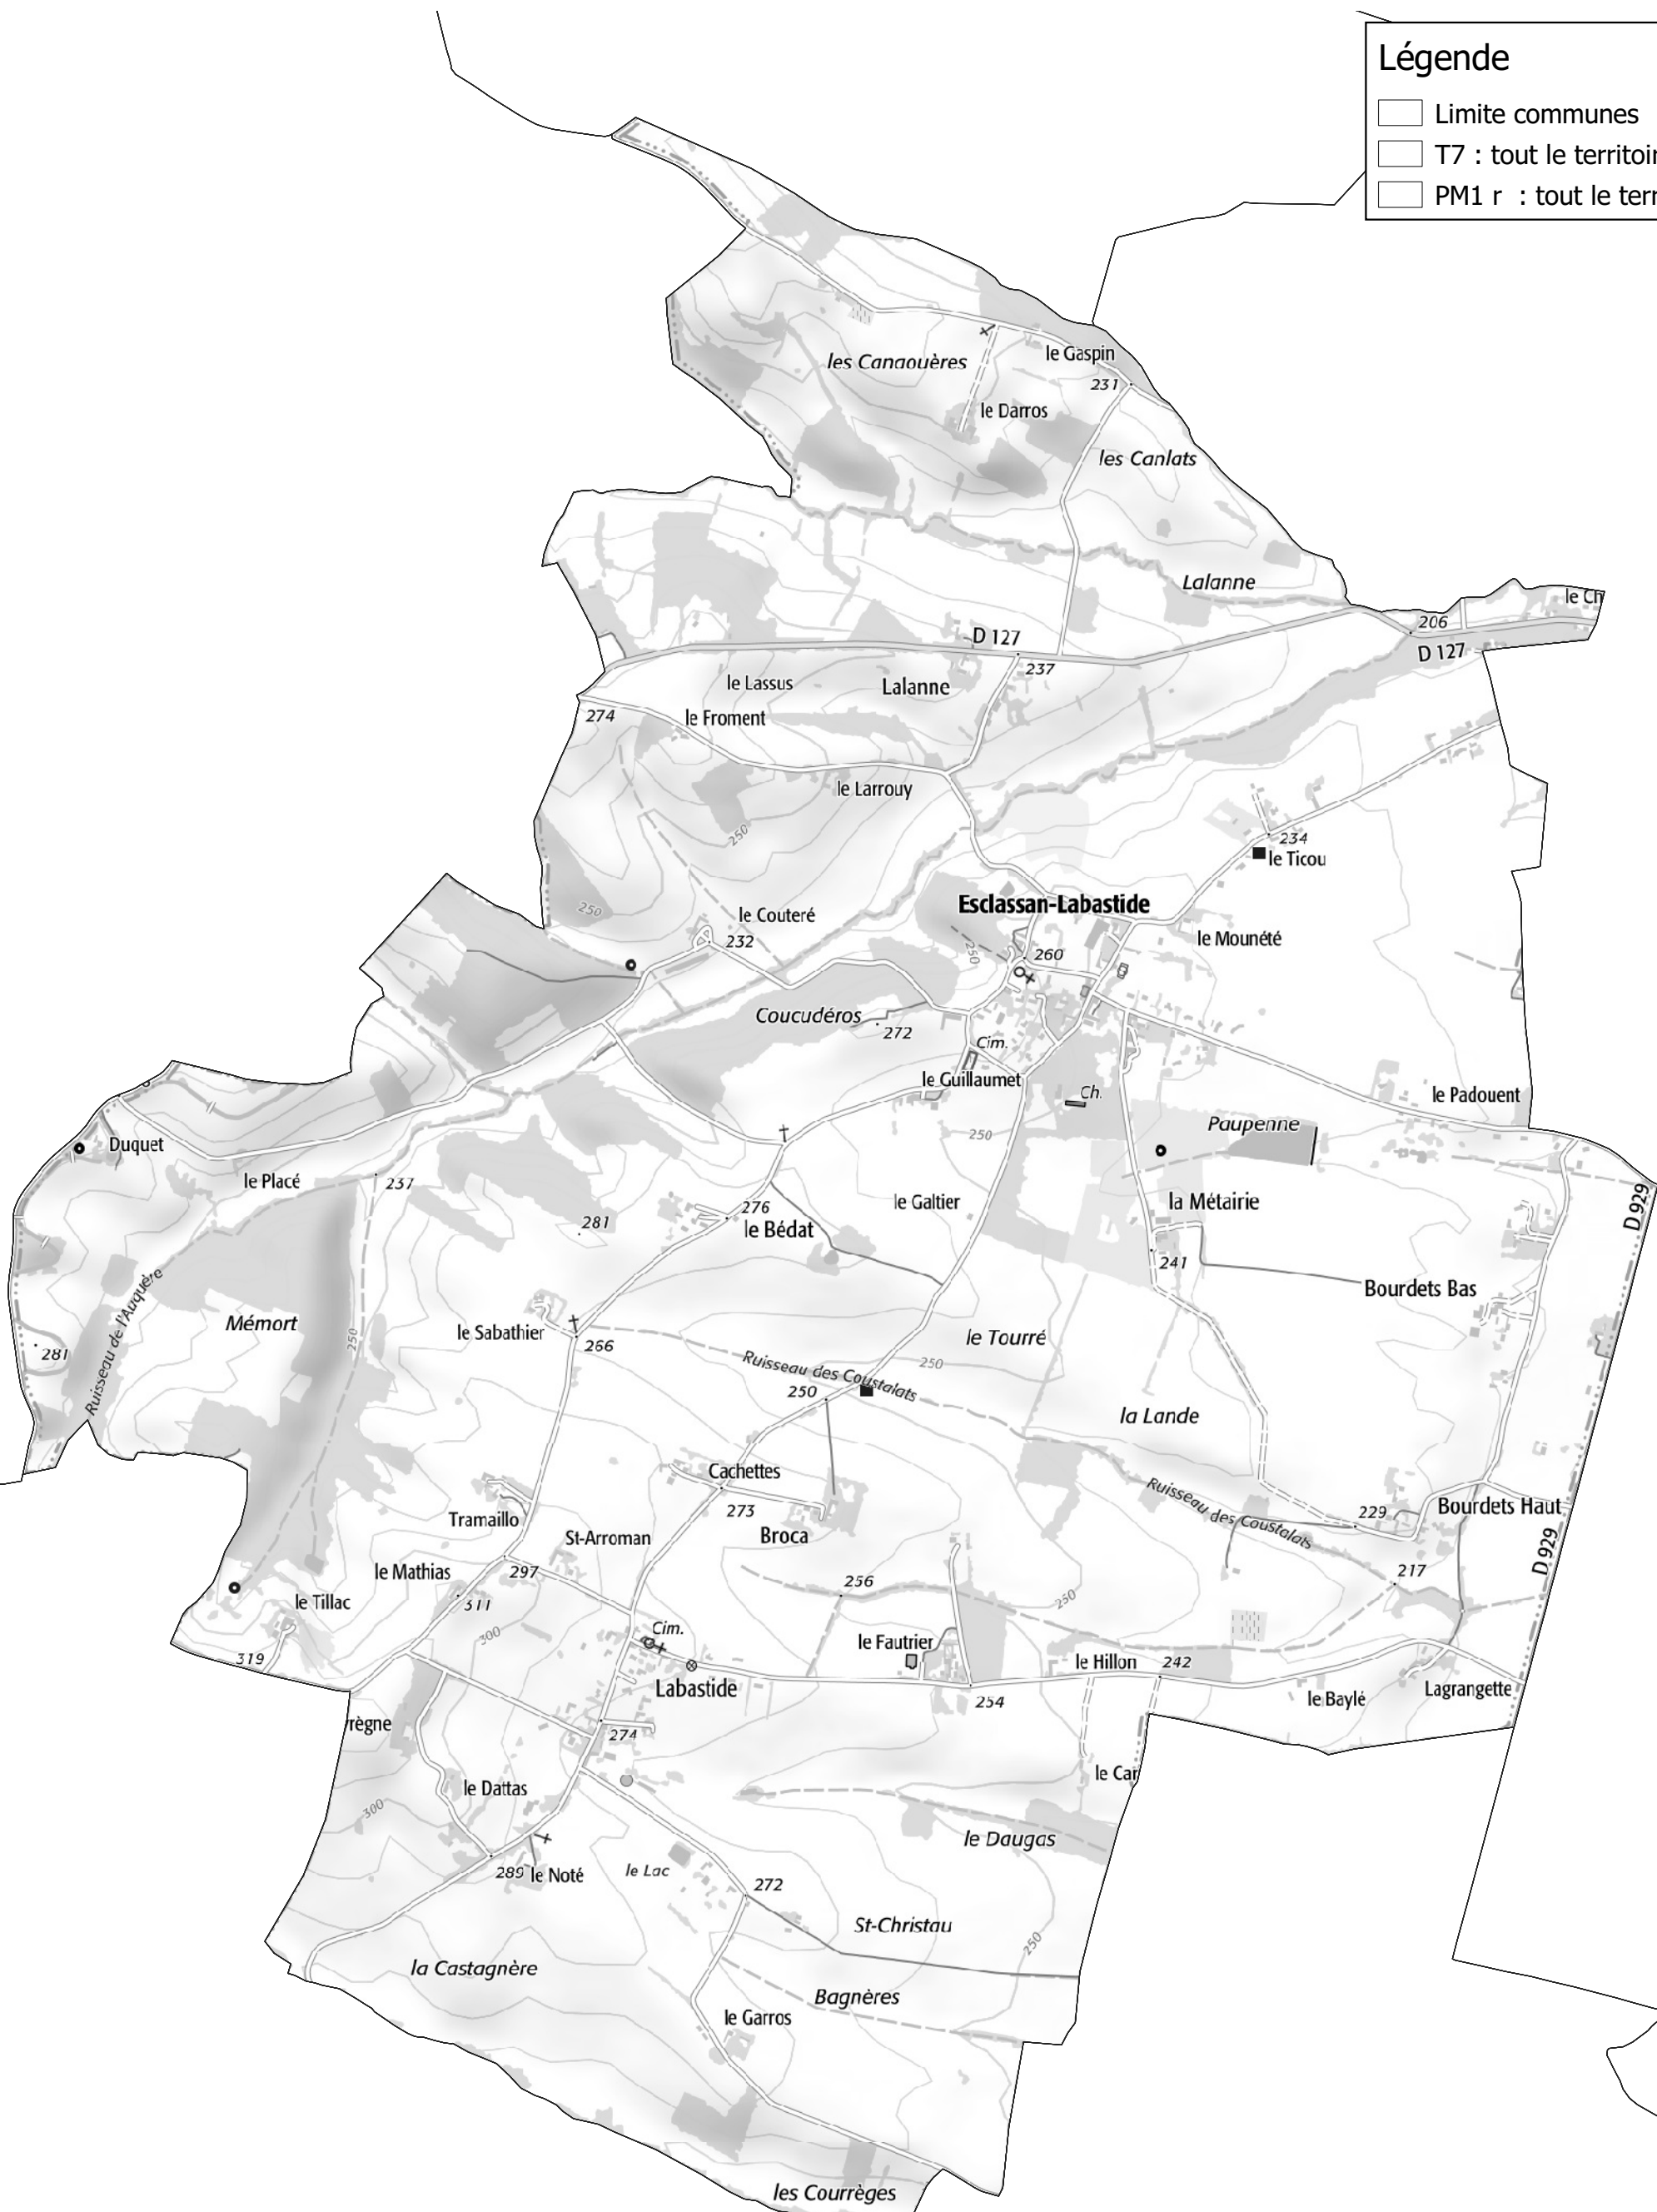 Légende
Limite communes
T7 : tout le territoir
PM1 r : tout le terr
les Canaouères
le Gaspin
231
le Darros
les Canlats
Lalanne
le Ch
206
D 127
D 127
237
le Lassus
Lalanne
274
le Froment
le Larrouy
250
234
le Ticou
250
le Couteré
232
Esclassan-Labastide
le Mounété
250
260
Coucudéros
272
Cim.
le Guillaumet
Ch.
le Padouent
250
Paupenne
Duquet
le Placé
237
281
276
le Bédat
le Galtier
la Métairie
D 929
241
Bourdets Bas
Ruisseau de l'Auquère
Mémort
250
281
le Sabathier
266
le Tourré
Ruisseau des Coustalats
250
250
la Lande
Cachettes
273
Broca
Ruisseau des Coustalats
229
Bourdets Haut
D 929
Tramaillo
St-Arroman
le Mathias
297
311
256
250
217
le Tillac
300
319
Cim.
le Fautrier
le Hillon
242
Labastide
254
le Baylé
Lagrangette
règne
274
le Car
le Dattas
300
le Daugas
289
le Noté
le Lac
272
St-Christau
250
la Castagnère
Bagnères
le Garros
les Courrèges